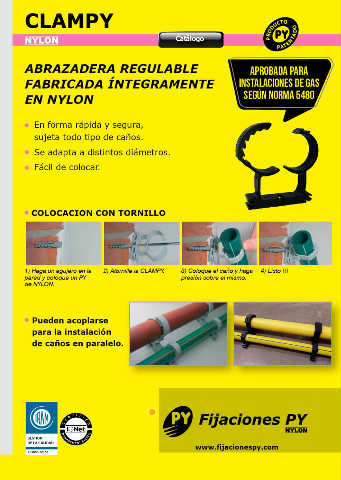 CLAMPY
NYLON
Catálogo
PRODUCTO
PY
PATENTADO
ABRAZADERA REGULABLE
FABRICADA ÍNTEGRAMENTE
EN NYLON
APROBADA PARA
INSTALACIONES DE GAS
SEGÚN NORMA 5480
En forma rápida y segura,
sujeta todo tipo de caños.
Se adapta a distintos diámetros.
Fácil de colocar.
COLOCACION CON TORNILLO
1) Haga un agujero en la
pared y coloque un PY
de NYLON.
2) Atornille la CLAMPY.
3) Coloque el caño y haga
presión sobre el mismo.
4) Listo !!!
Pueden acoplarse
para la instalación
de caños en paralelo.
PY
Fijaciones PY
NYLON
www.fijacionespy.com
IQNet